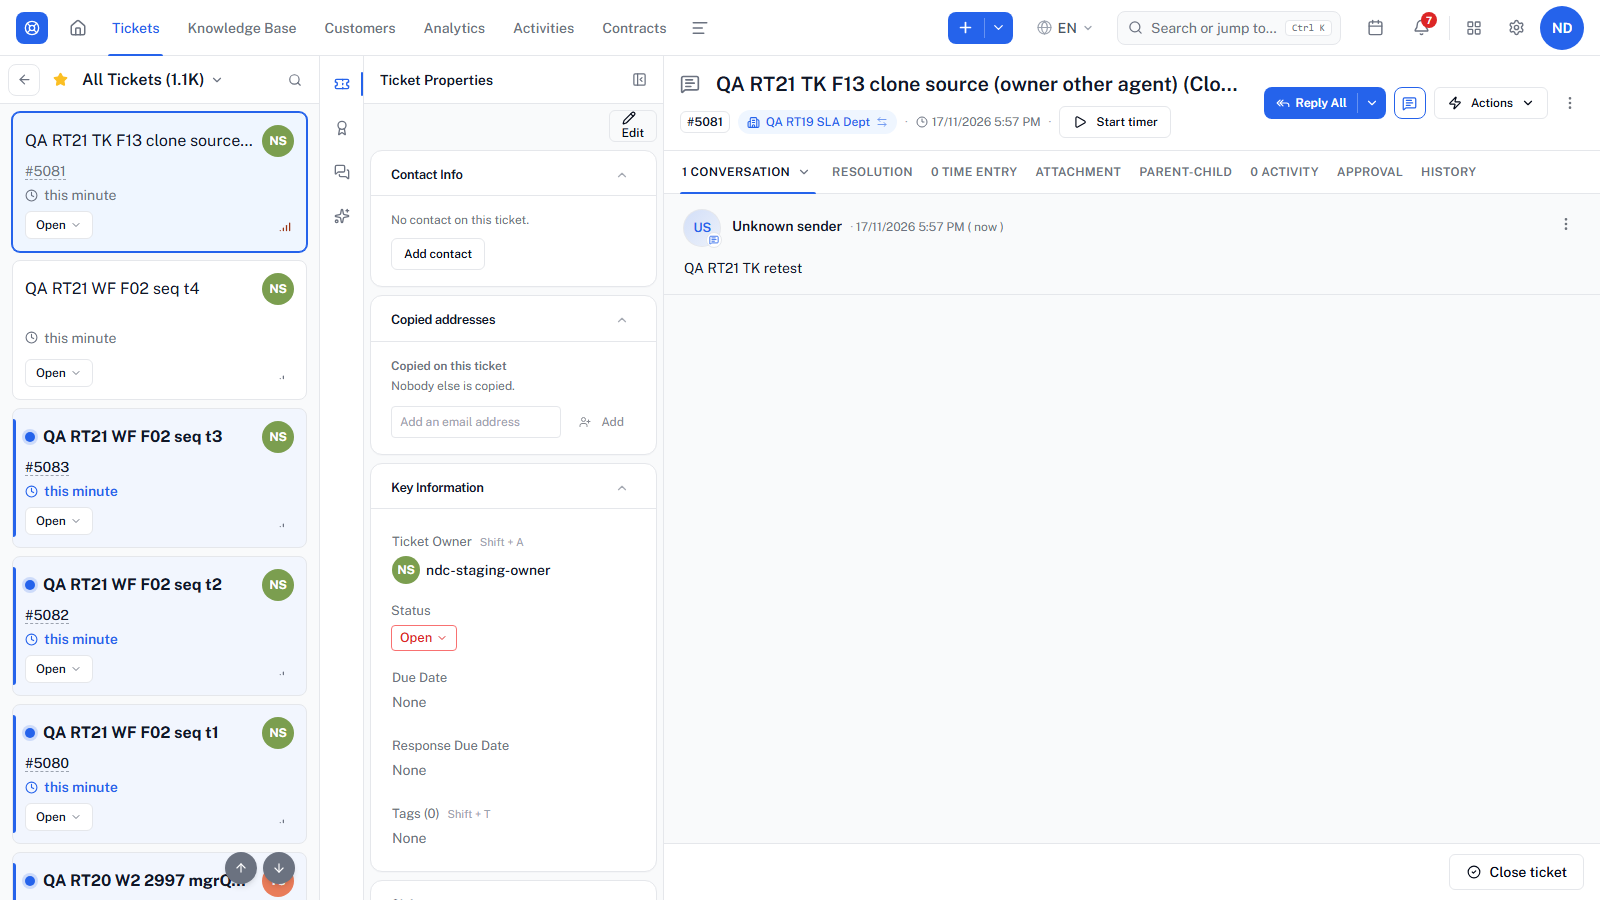 Tickets
Knowledge Base
Customers
Analytics
Activities
Contracts
EN
Search or jump to...
Ctrl K
7
ND
All Tickets (1.1K)
QA RT21 TK F13 clone source...
NS
#5081
this minute
Open
QA RT21 WF F02 seq t4
NS
this minute
Open
QA RT21 WF F02 seq t3
NS
#5083
this minute
Open
QA RT21 WF F02 seq t2
NS
#5082
this minute
Open
QA RT21 WF F02 seq t1
NS
#5080
this minute
Open
QA RT20 W2 2997 mgrQ...
Ticket Properties
Edit
Contact Info
No contact on this ticket.
Add contact
Copied addresses
Copied on this ticket
Nobody else is copied.
Add an email address
Add
Key Information
Ticket Owner Shift + A
NS ndc-staging-owner
Status
Open
Due Date
None
Response Due Date
None
Tags (0) Shift + T
None
QA RT21 TK F13 clone source (owner other agent) (Clo...
#5081
QA RT19 SLA Dept
· 17/11/2026 5:57 PM ·
Start timer
Reply All
Actions
1 CONVERSATION
RESOLUTION
0 TIME ENTRY
ATTACHMENT
PARENT-CHILD
0 ACTIVITY
APPROVAL
HISTORY
US
Unknown sender · 17/11/2026 5:57 PM ( now )
QA RT21 TK retest
Close ticket